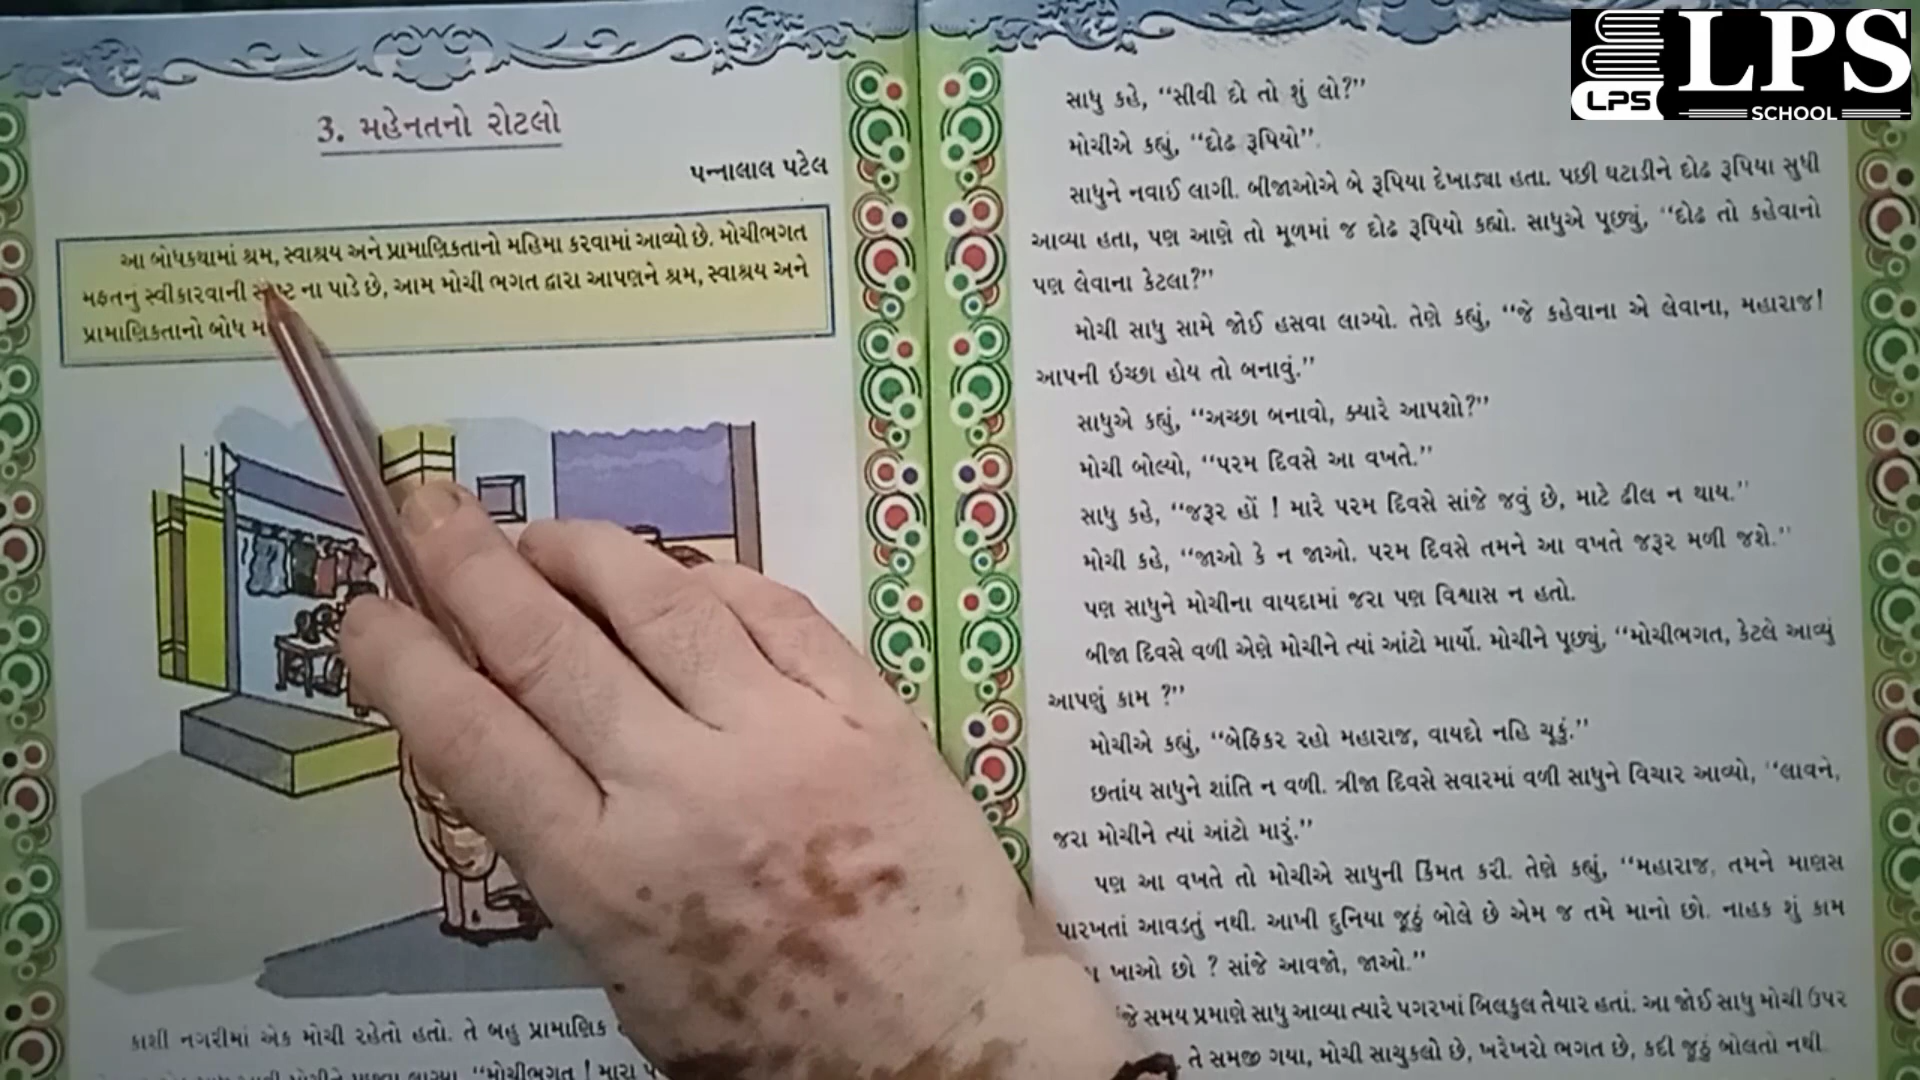 3. મહેનતનો રોટલો
પન્નાલાલ પટેલ
આ બોધકથામાં શ્રમ, સ્વાશ્રય અને પ્રામાણિકતાનો મહિમા કરવામાં આવ્યો છે. મોચીભગત
મફતનું સ્વીકારવાની સ્પષ્ટ ના પાડે છે, આમ મોચી ભગત દ્વારા આપણને શ્રમ, સ્વાશ્રય અને
પ્રામાણિકતાનો બોધ
કાશી નગરીમાં એક મોચી રહેતો હતો. તે બહુ પ્રામાણિક
સાધુ કહે, “સીવી દો તો શું લો?”
મોચીએ કહ્યું, “દોઢ રૂપિયો”.
સાધુને નવાઈ લાગી. બીજાઓએ બે રૂપિયા દેખાડ્યા હતા. પછી ઘટાડીને દોઢ રૂપિયા સુધી
આવ્યા હતા, પણ આણે તો મૂળમાં જ દોઢ રૂપિયો કહ્યો. સાધુએ પૂછ્યું, “દોઢ તો કહેવાનો
પણ લેવાના કેટલા?”
મોચી સાધુ સામે જોઈ હસવા લાગ્યો. તેણે કહ્યું, “જે કહેવાના એ લેવાના, મહારાજ!
આપની ઇચ્છા હોય તો બનાવું.”
સાધુએ કહ્યું, “અચ્છા બનાવો, ક્યારે આપશો?”
મોચી બોલ્યો, “પરમ દિવસે આ વખતે.”
સાધુ કહે, “જરૂર હોં ! મારે પરમ દિવસે સાંજે જવું છે, માટે ઢીલ ન થાય.”
મોચી કહે, “જાઓ કે ન જાઓ. પરમ દિવસે તમને આ વખતે જરૂર મળી જશે.”
પણ સાધુને મોચીના વાયદામાં જરા પણ વિશ્વાસ ન હતો.
બીજા દિવસે વળી એણે મોચીને ત્યાં આંટો માર્યો. મોચીને પૂછ્યું, “મોચીભગત, કેટલે આવ્યું
આપણું કામ ?”
મોચીએ કહ્યું, “બેફિકર રહો મહારાજ, વાયદો નહિ ચૂકું.”
છતાંય સાધુને શાંતિ ન વળી. ત્રીજા દિવસે સવારમાં વળી સાધુને વિચાર આવ્યો, “લાવને,
જરા મોચીને ત્યાં આંટો મારું.”
પણ આ વખતે તો મોચીએ સાધુની કિંમત કરી. તેણે કહ્યું, “મહારાજ, તમને માણસ
પારખતાં આવડતું નથી. આખી દુનિયા જૂઠું બોલે છે એમ જ તમે માનો છો. નાહક શું કામ
ખાઓ છો ? સાંજે આવજો, જાઓ.”
સમય પ્રમાણે સાધુ આવ્યા ત્યારે પગરખાં બિલકુલ તૈયાર હતાં. આ જોઈ સાધુ મોચી ઉપર
તે સમજી ગયા, મોચી સાચુકલો છે, ખરેખરો ભગત છે, કદી જૂઠું બોલતો નથી
LPS
LPS
SCHOOL